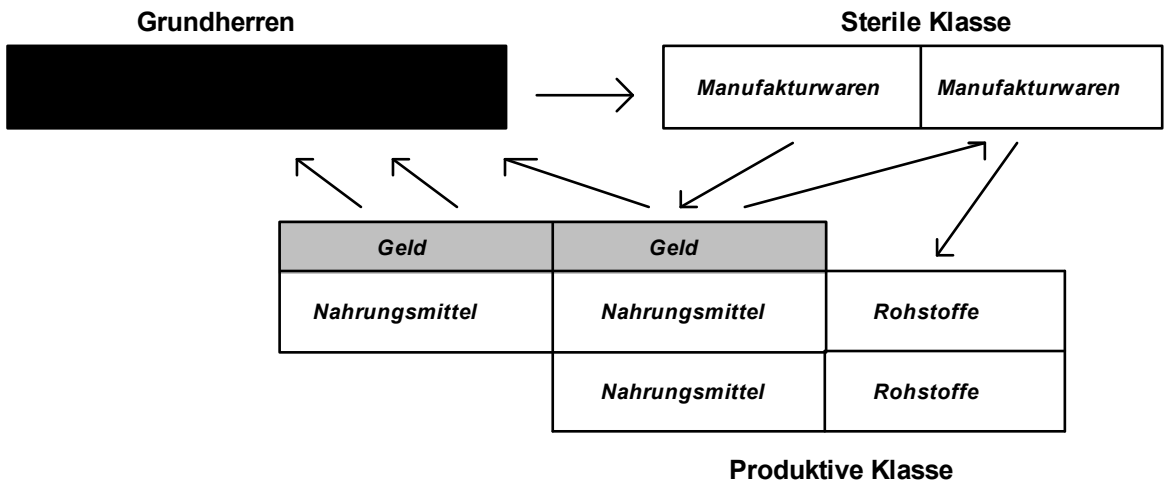 Grundherren
Sterile Klasse
Manufakturwaren
Manufakturwaren
Geld
Geld
Nahrungsmittel
Nahrungsmittel
Rohstoffe
Nahrungsmittel
Rohstoffe
Produktive Klasse